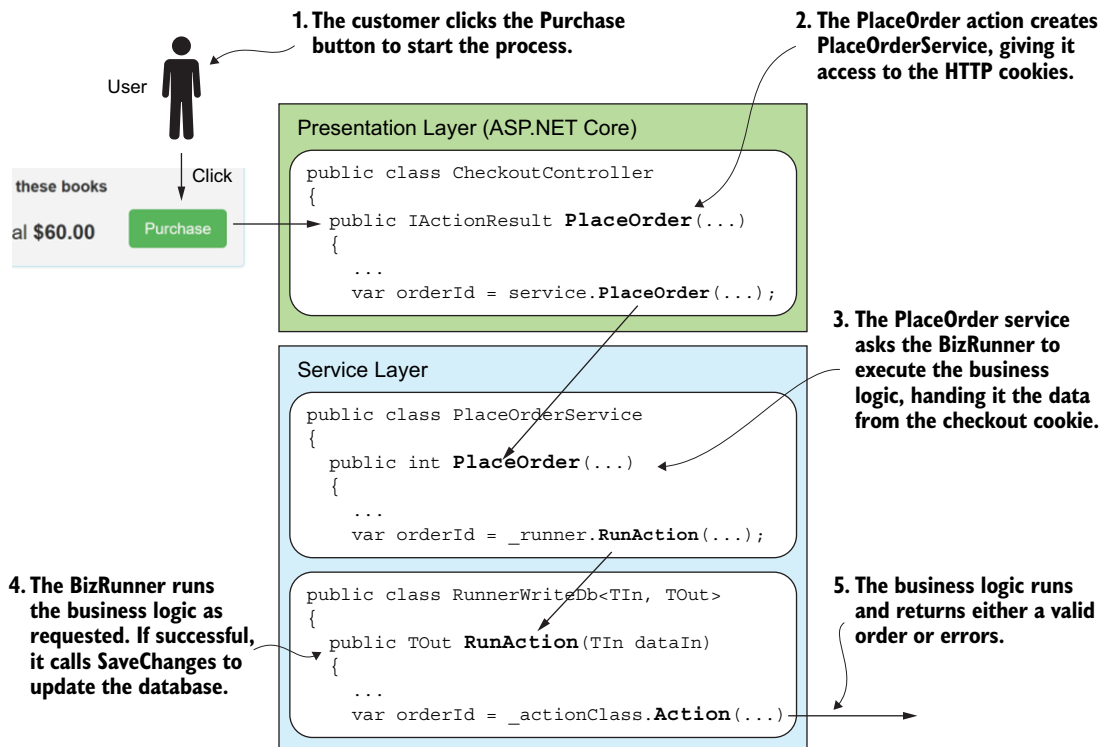 1. The customer clicks the Purchase
button to start the process.
2. The PlaceOrder action creates
PlaceOrderService, giving it
access to the HTTP cookies.
User
Click
these books
al $60.00
Purchase
Presentation Layer (ASP.NET Core)
public class CheckoutController
{
public IActionResult PlaceOrder(...)
{
...
var orderId = service.PlaceOrder(...);
3. The PlaceOrder service
asks the BizRunner to
execute the business
logic, handing it the data
from the checkout cookie.
Service Layer
public class PlaceOrderService
{
public int PlaceOrder(...)
{
...
var orderId = _runner.RunAction(...);
4. The BizRunner runs
the business logic as
requested. If successful,
it calls SaveChanges to
update the database.
public class RunnerWriteDb<TIn, TOut>
{
public TOut RunAction(TIn dataIn)
{
...
var orderId = _actionClass.Action(...)
5. The business logic runs
and returns either a valid
order or errors.